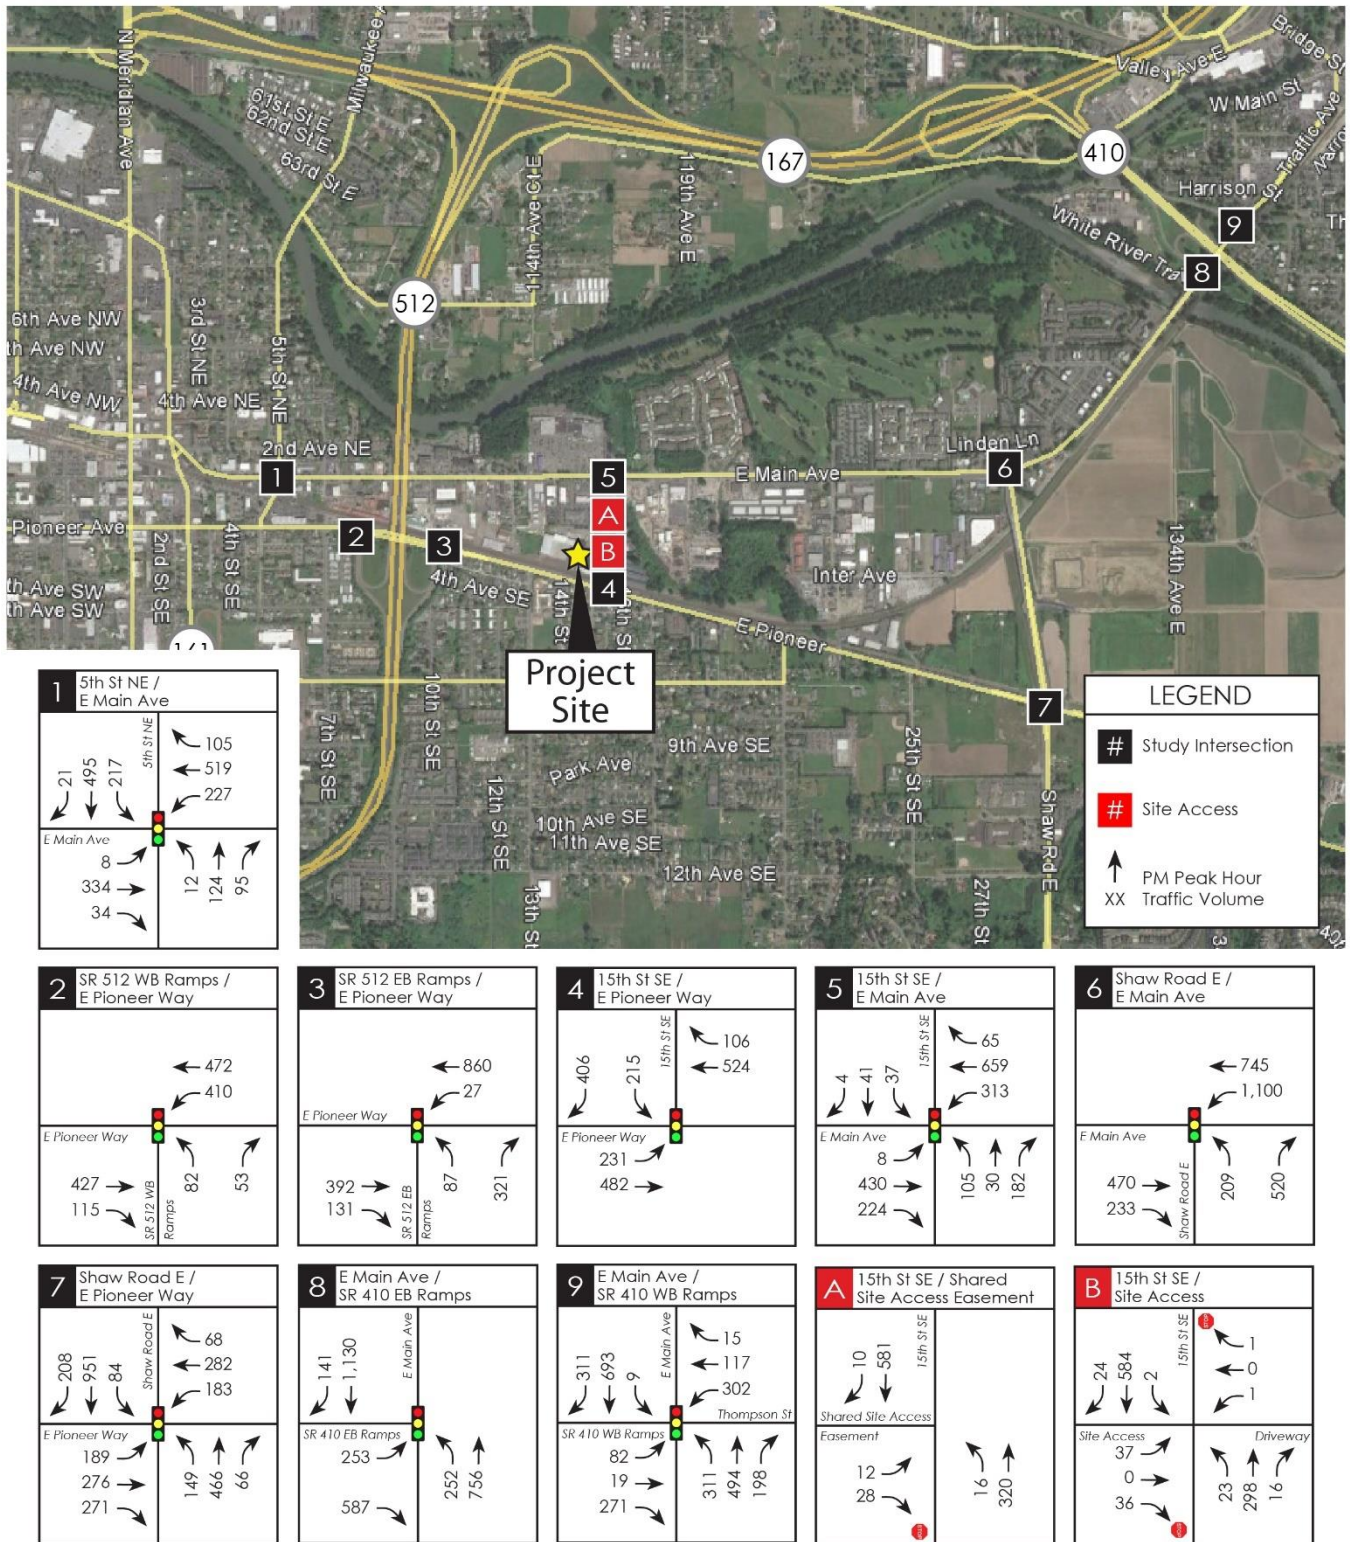 N Meridian Ave
Milwaukee A
61st St E
62nd St E
63rd St E
114th Ave Ct E
119th Ave E
167
410
512
Valley Ave E
Bridge St
W Main St
Traffic Ave
Harrison St
9
White River Tra
8
6th Ave NW
th Ave NW
4th Ave NW
3rd St NE
4th Ave NE
5th St NE
2nd Ave NE
1
5
E Main Ave
Linden Ln
6
A
Pioneer Ave
2
3
B
4
2nd St SE
4th St SE
4th Ave SE
14th St
Inter Ave
134th Ave E
th Ave SW
th Ave SW
E Pioneer
Project
Site
7
7th St SE
10th St SE
9th Ave SE
Park Ave
25th St SE
12th St SE
10th Ave SE
11th Ave SE
12th Ave SE
13th St
27th St
Shaw Rd E
LEGEND
# Study Intersection
# Site Access
PM Peak Hour
XX Traffic Volume
1 5th St NE /
E Main Ave
5th St NE
21 495 217
105
519
227
E Main Ave
8
334
34
12 124 95
2 SR 512 WB Ramps /
E Pioneer Way
472
410
E Pioneer Way
427
115
SR 512 WB
Ramps
82 53
3 SR 512 EB Ramps /
E Pioneer Way
860
27
E Pioneer Way
392
131
SR 512 EB
Ramps
87 321
4 15th St SE /
E Pioneer Way
15th St SE
406 215
106
524
E Pioneer Way
231
482
5 15th St SE /
E Main Ave
15th St SE
4 41 37
65
659
313
E Main Ave
8
430
224
105 30 182
6 Shaw Road E /
E Main Ave
745
1,100
E Main Ave
470
233
Shaw Road E
209 520
7 Shaw Road E /
E Pioneer Way
Shaw Road E
208 951 84
68
282
183
E Pioneer Way
189
276
271
149 466 66
8 E Main Ave /
SR 410 EB Ramps
E Main Ave
141 1,130
SR 410 EB Ramps
253
587
252 756
9 E Main Ave /
SR 410 WB Ramps
E Main Ave
311 693 9
15
117
302
Thompson St
SR 410 WB Ramps
82
19
271
311 494 198
A 15th St SE / Shared
Site Access Easement
15th St SE
10 581
Shared Site Access
Easement
12
28
16 320
B 15th St SE /
Site Access
15th St SE
24 584 2
1
0
1
Site Access
Driveway
37
0
36
23 298 16